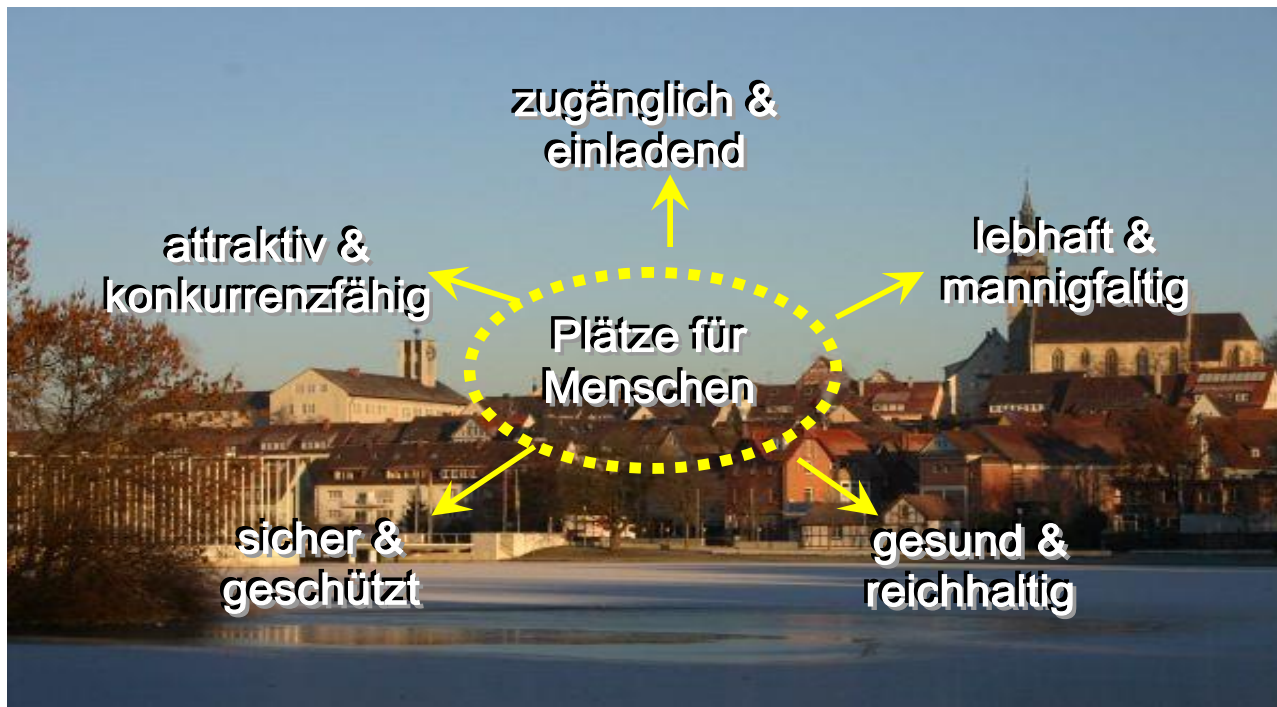 zugänglich &
einladend
attraktiv &
konkurrenzfähig
lebhaft &
mannigfaltig
Plätze für
Menschen
sicher &
geschützt
gesund &
reichhaltig